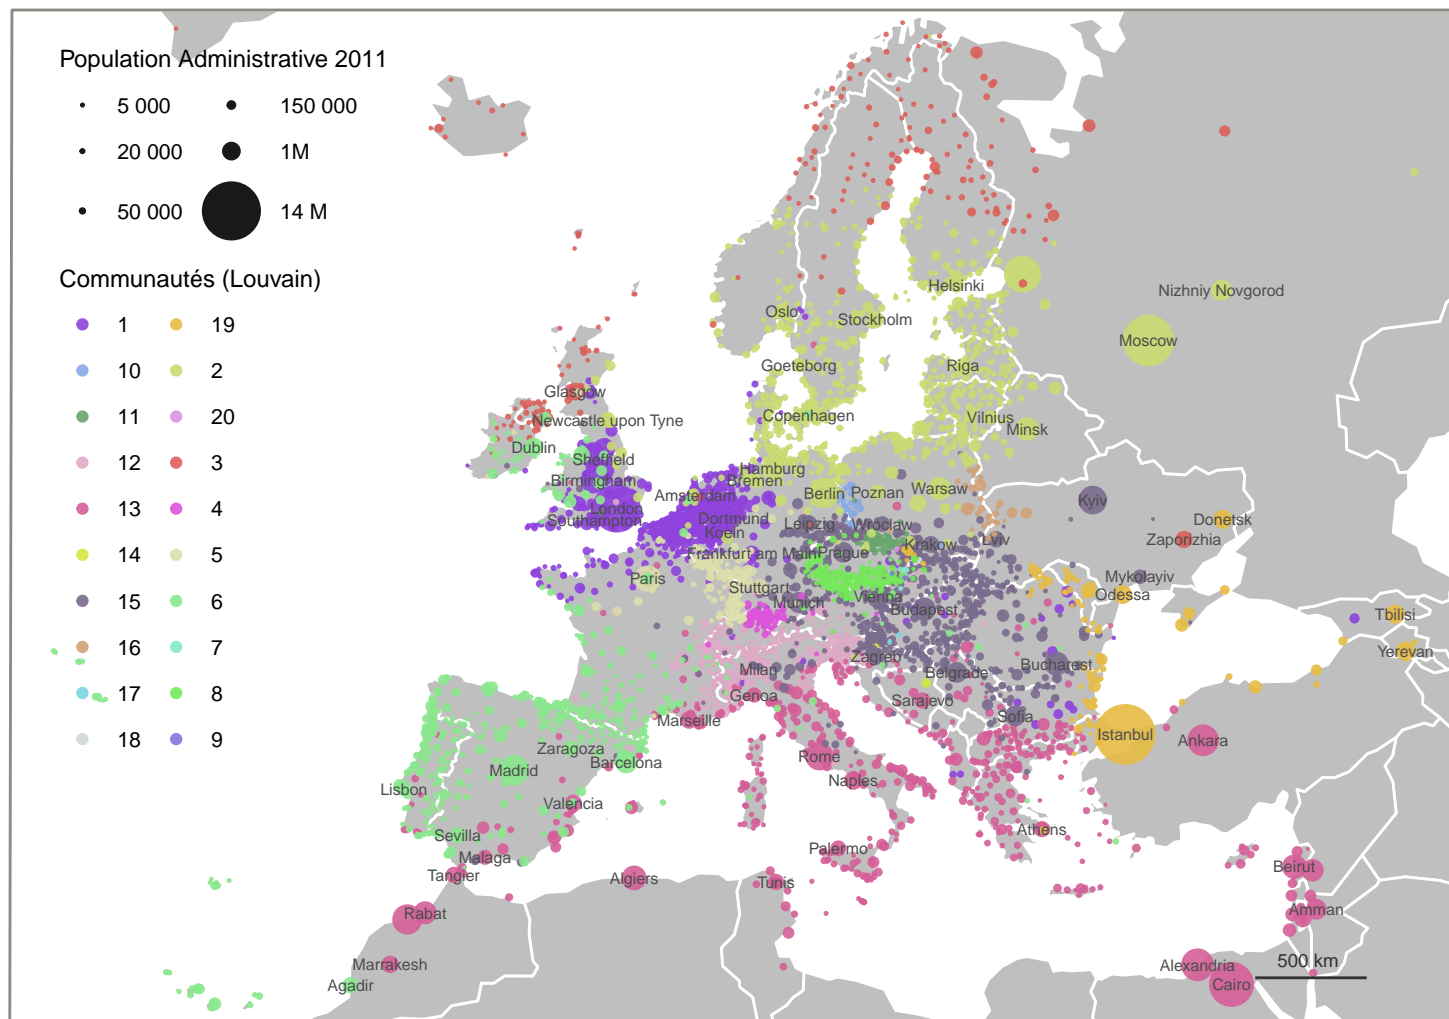 Population Administrative 2011
5 000 150 000
20 000 1M
50 000 14 M
Communautés (Louvain)
1 19
10 2
11 20
12 3
13 4
14 5
15 6
16 7
17 8
18 9
Helsinki
Nizhniy Novgorod
Oslo
Stockholm
Moscow
Goeteborg
Riga
Glasgow
Copenhagen
Newcastle upon Tyne
Vilnius
Minsk
Dublin
Sheffield
Hamburg
Birmingham
Bremen
Amsterdam
Berlin
Poznan
Warsaw
Kyiv
London
Southampton
Dortmund
Leipzig
Wroclaw
Donetsk
Koeln
Lviv
Zaporizhia
Frankfurt am Main
Prague
Krakow
Paris
Stuttgart
Mykolayiv
Munich
Vienna
Odessa
Budapest
Tbilisi
Zagreb
Yerevan
Milan
Belgrade
Bucharest
Genoa
Sarajevo
Marseille
Sofia
Istanbul
Ankara
Zaragoza
Barcelona
Rome
Madrid
Naples
Lisbon
Valencia
Sevilla
Athens
Malaga
Palermo
Tangier
Algiers
Tunis
Beirut
Rabat
Amman
Marrakesh
Alexandria
500 km
Agadir
Cairo